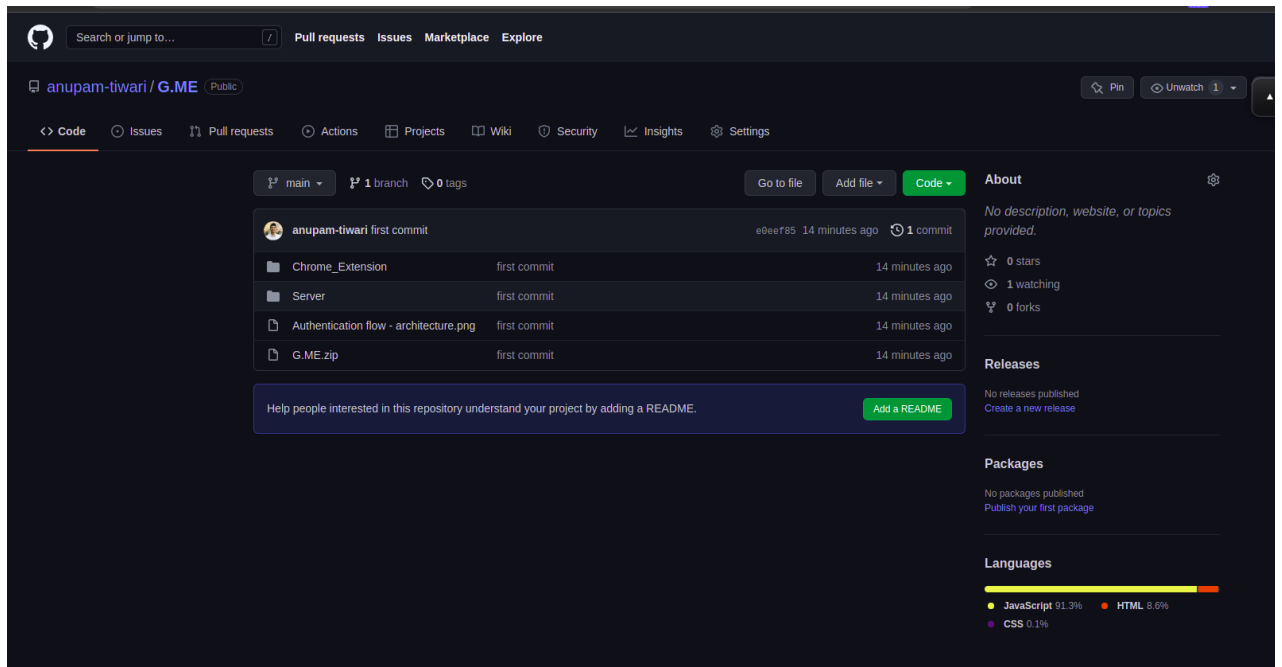 Search or jump to… / Pull requests Issues Marketplace Explore
anupam-tiwari / G.ME Public Pin Unwatch 1
<> Code Issues Pull requests Actions Projects Wiki Security Insights Settings
main 1 branch 0 tags Go to file Add file Code
anupam-tiwari first commit e0eef85 14 minutes ago 1 commit
Chrome_Extension first commit 14 minutes ago
Server first commit 14 minutes ago
Authentication flow - architecture.png first commit 14 minutes ago
G.ME.zip first commit 14 minutes ago
Help people interested in this repository understand your project by adding a README. Add a README
About
No description, website, or topics
provided.
0 stars
1 watching
0 forks
Releases
No releases published
Create a new release
Packages
No packages published
Publish your first package
Languages
JavaScript 91.3% HTML 8.6%
CSS 0.1%